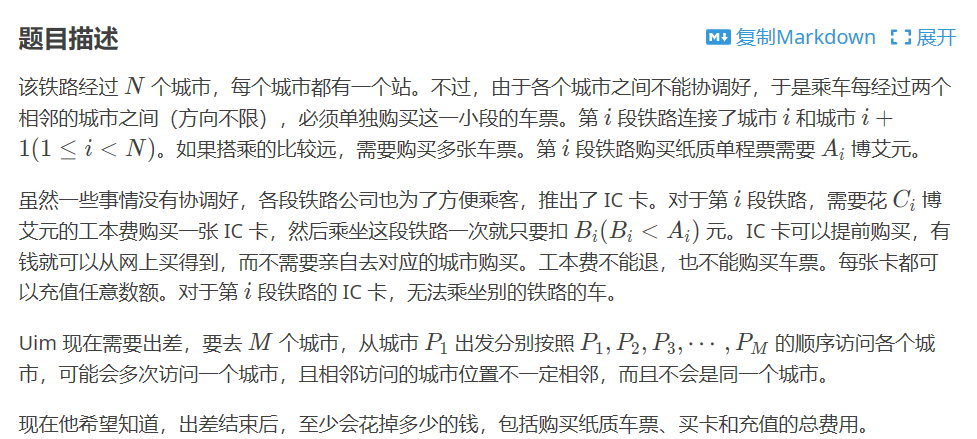 题目描述 复制Markdown 展开
该铁路经过 N 个城市，每个城市都有一个站。不过，由于各个城市之间不能协调好，于是乘车每经过两个
相邻的城市之间（方向不限），必须单独购买这一小段的车票。第 i 段铁路连接了城市 i 和城市 i +
1(1 ≤ i < N)。如果搭乘的比较远，需要购买多张车票。第 i 段铁路购买纸质单程票需要 A_i 博艾元。
虽然一些事情没有协调好，各段铁路公司也为了方便乘客，推出了 IC 卡。对于第 i 段铁路，需要花 C_i 博
艾元的工本费购买一张 IC 卡，然后乘坐这段铁路一次就只要扣 B_i(B_i < A_i) 元。IC 卡可以提前购买，有
钱就可以从网上买得到，而不需要亲自去对应的城市购买。工本费不能退，也不能购买车票。每张卡都可
以充值任意数额。对于第 i 段铁路的 IC 卡，无法乘坐别的铁路的车。
Uim 现在需要出差，要去 M 个城市，从城市 P_1 出发分别按照 P_1, P_2, P_3, ⋯ , P_M 的顺序访问各个城
市，可能会多次访问一个城市，且相邻访问的城市位置不一定相邻，而且不会是同一个城市。
现在他希望知道，出差结束后，至少会花掉多少的钱，包括购买纸质车票、买卡和充值的总费用。